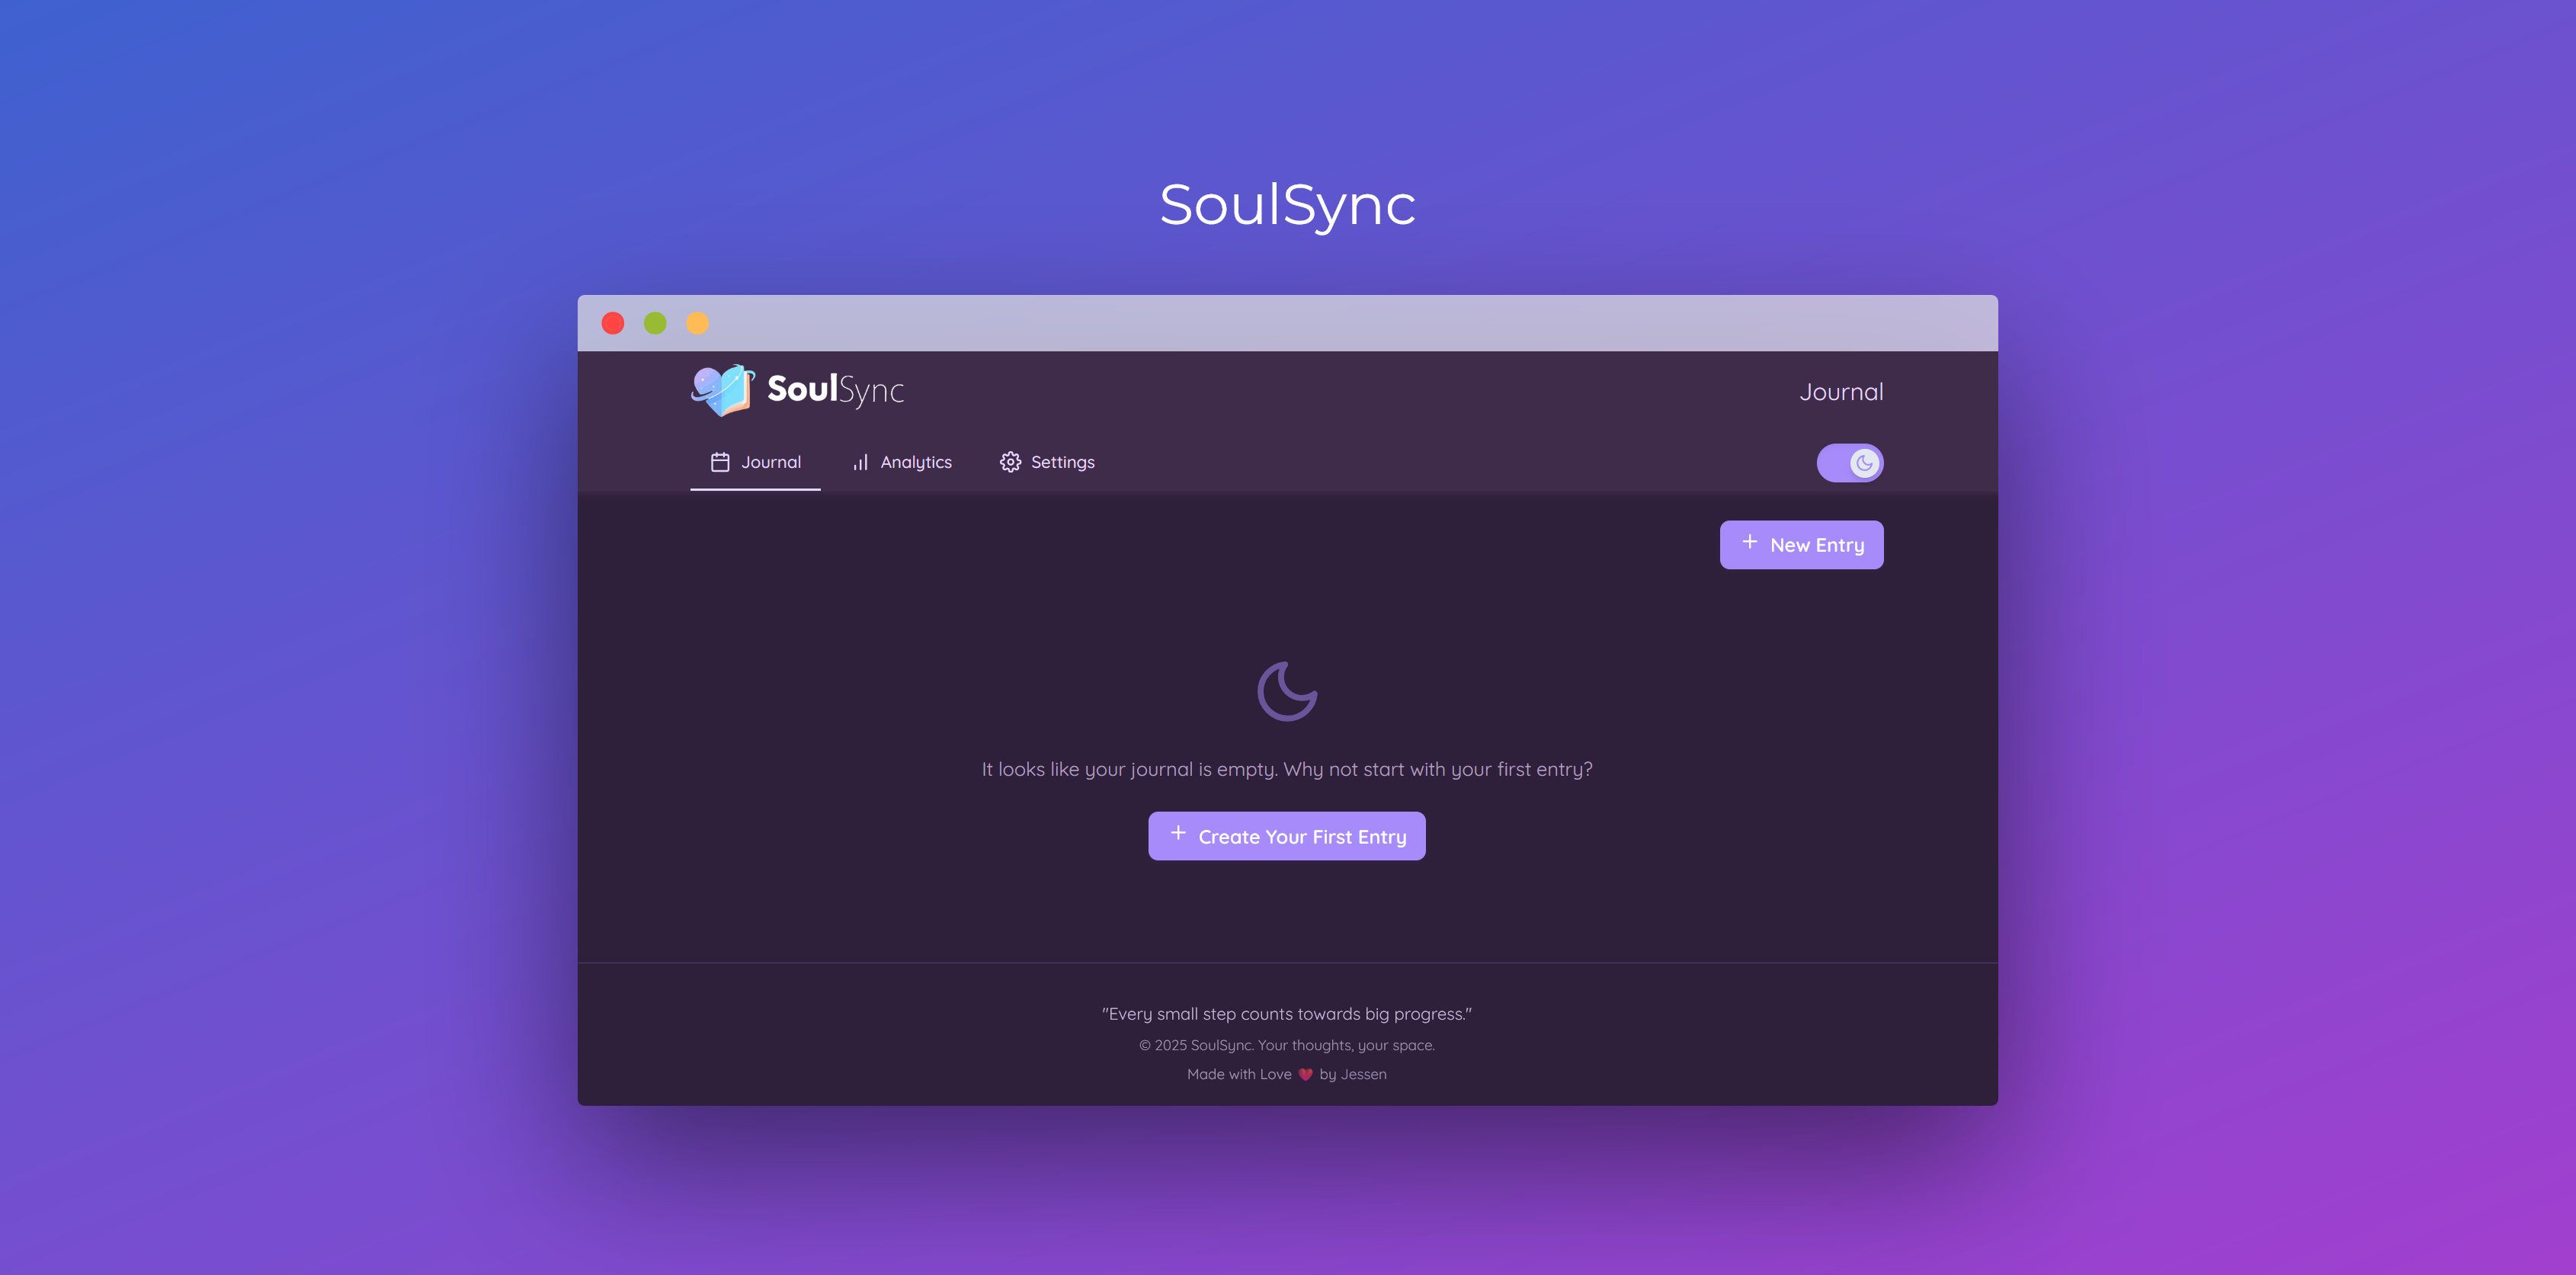 SoulSync
SoulSync
Journal
Journal
Analytics
Settings
New Entry
It looks like your journal is empty. Why not start with your first entry?
Create Your First Entry
"Every small step counts towards big progress."
© 2025 SoulSync. Your thoughts, your space.
Made with Love ❤️ by Jessen